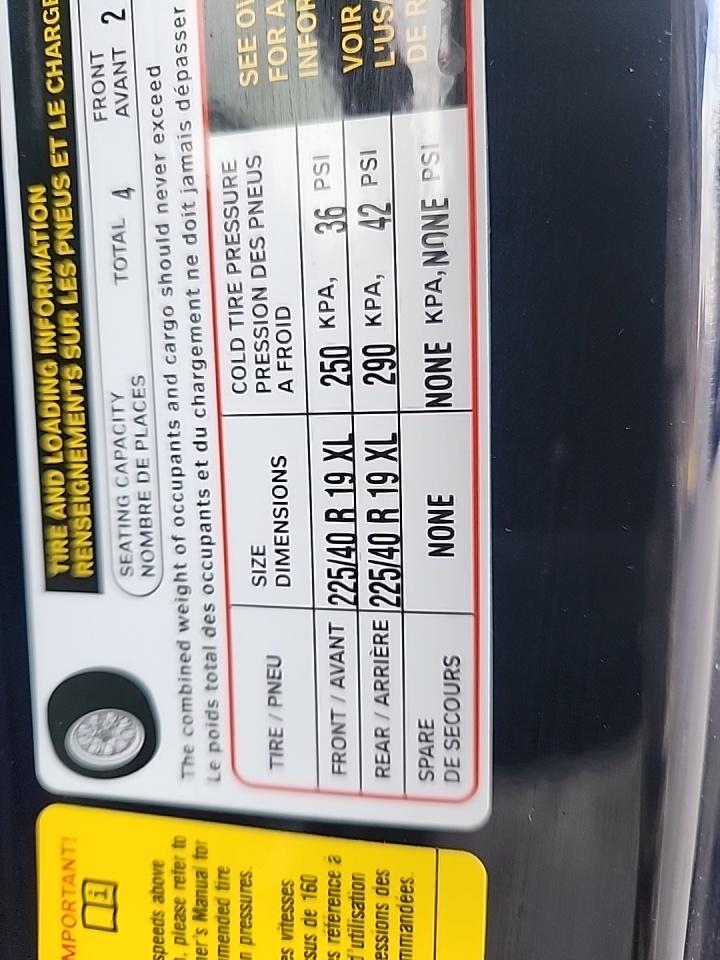 TIRE AND LOADING INFORMATION
RENSEIGNEMENTS SUR LES PNEUS ET LE CHARGE
SEATING CAPACITY
NOMBRE DE PLACES
TOTAL 4
FRONT
AVANT 2
The combined weight of occupants and cargo should never exceed
Le poids total des occupants et du chargement ne doit jamais dépasser
TIRE / PNEU
SIZE
DIMENSIONS
COLD TIRE PRESSURE
PRESSION DES PNEUS
A FROID
SEE OW
FOR A
INFOR
VOIR
L'USA
DE R
FRONT / AVANT 225/40 R 19 XL 250 KPA, 36 PSI
REAR / ARRIÈRE 225/40 R 19 XL 290 KPA, 42 PSI
SPARE
DE SECOURS
NONE NONE KPA, NONE PSI
MPORTANT!
i
speeds above
, please refer to
ner's Manual for
mended tire
n pressures.
es vitesses
sus de 160
s référence à
d'utilisation
essions des
mmandées.